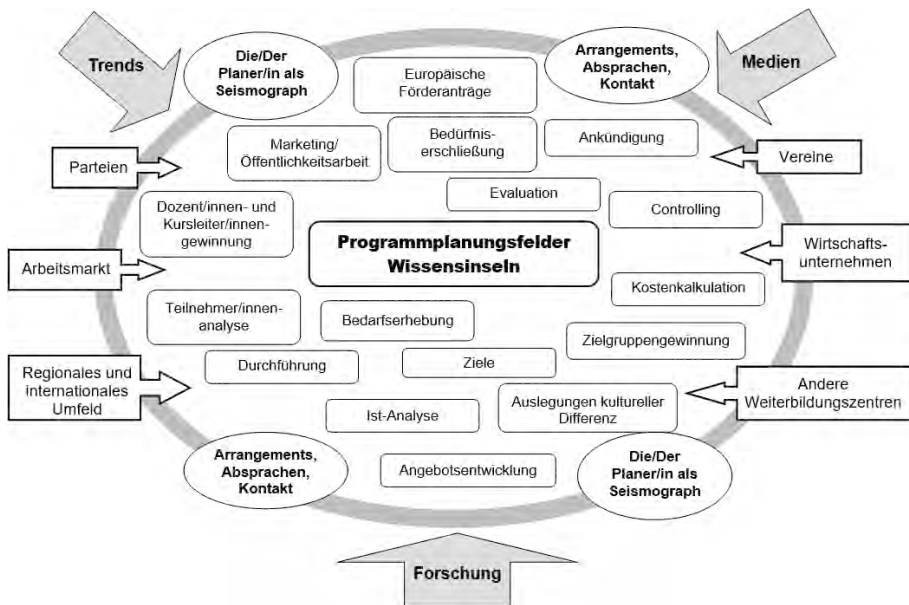 Trends
Die/Der
Planer/in als
Seismograph
Europäische
Förderanträge
Arrangements,
Absprachen,
Kontakt
Medien
Marketing/
Öffentlichkeitsarbeit
Bedürfnis-
erschließung
Ankündigung
Parteien
Vereine
Evaluation
Dozent/innen- und
Kursleiter/innen-
gewinnung
Controlling
Programmplanungsfelder
Wissensinseln
Arbeitsmarkt
Wirtschafts-
unternehmen
Kostenkalkulation
Teilnehmer/innen-
analyse
Bedarfserhebung
Zielgruppengewinnung
Durchführung
Ziele
Regionales und
internationales
Umfeld
Andere
Weiterbildungszentren
Ist-Analyse
Auslegungen kultureller
Differenz
Arrangements,
Absprachen,
Kontakt
Angebotsentwicklung
Die/Der
Planer/in als
Seismograph
Forschung